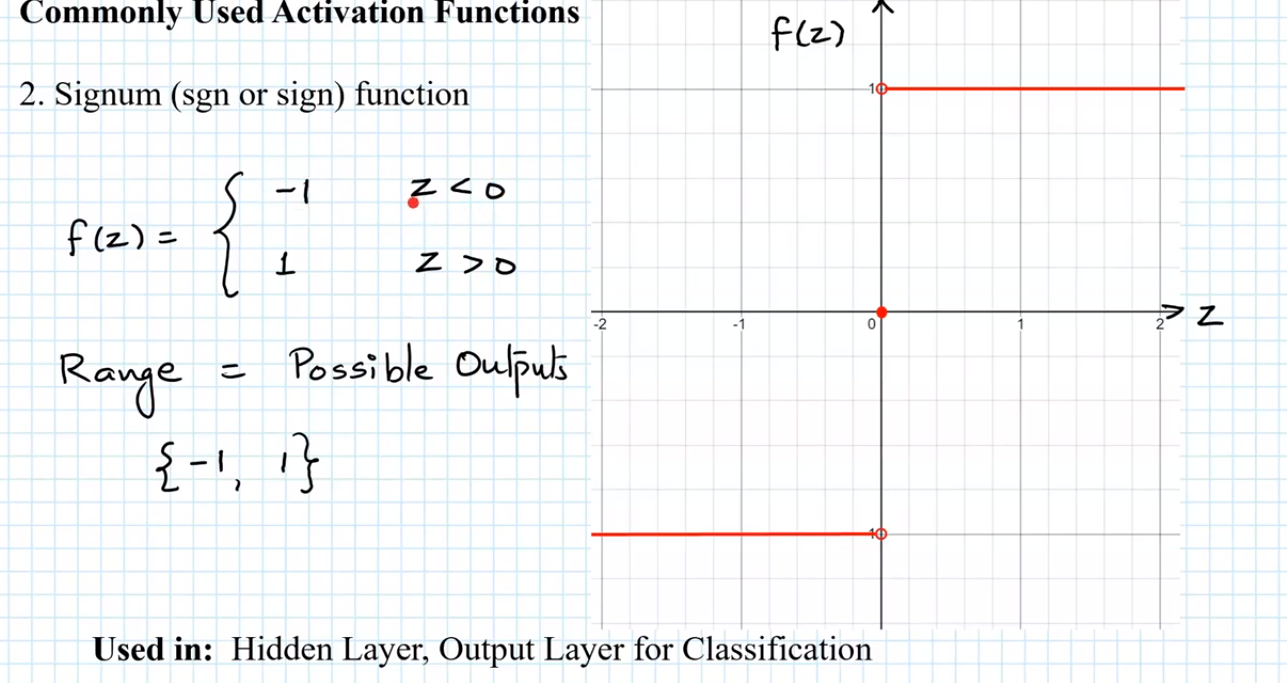 Commonly Used Activation Functions
f(z)
2. Signum (sgn or sign) function
f(z) = { -1 z < 0
1 z > 0
Range = Possible Outputs
{-1, 1}
1
-2 -1 0 1 2 z
Used in: Hidden Layer, Output Layer for Classification